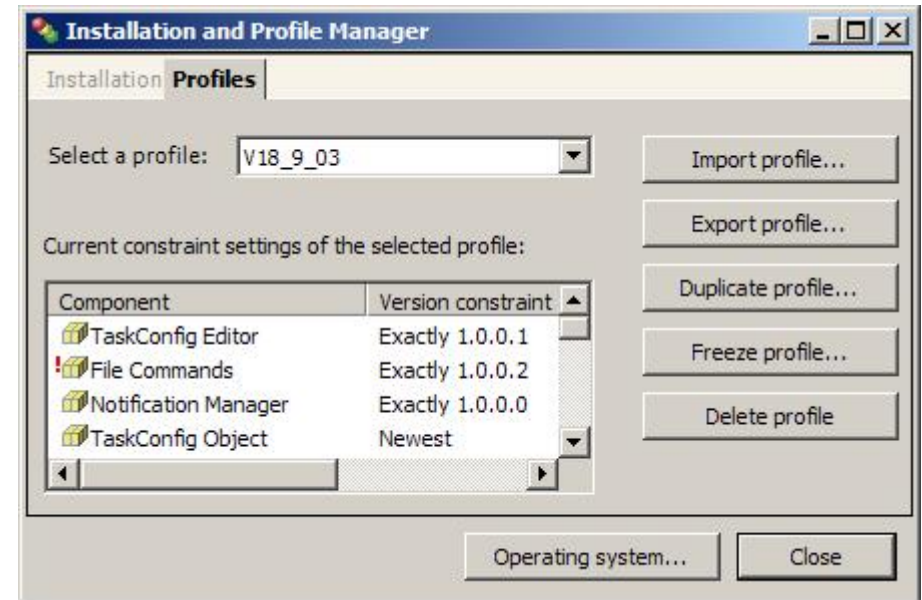 Installation and Profile Manager
Installation Profiles
Select a profile: V18_9_03
Import profile...
Export profile...
Current constraint settings of the selected profile:
Duplicate profile...
Component Version constraint
TaskConfig Editor Exactly 1.0.0.1
Freeze profile...
! File Commands Exactly 1.0.0.2
Notification Manager Exactly 1.0.0.0
Delete profile
TaskConfig Object Newest
Operating system... Close